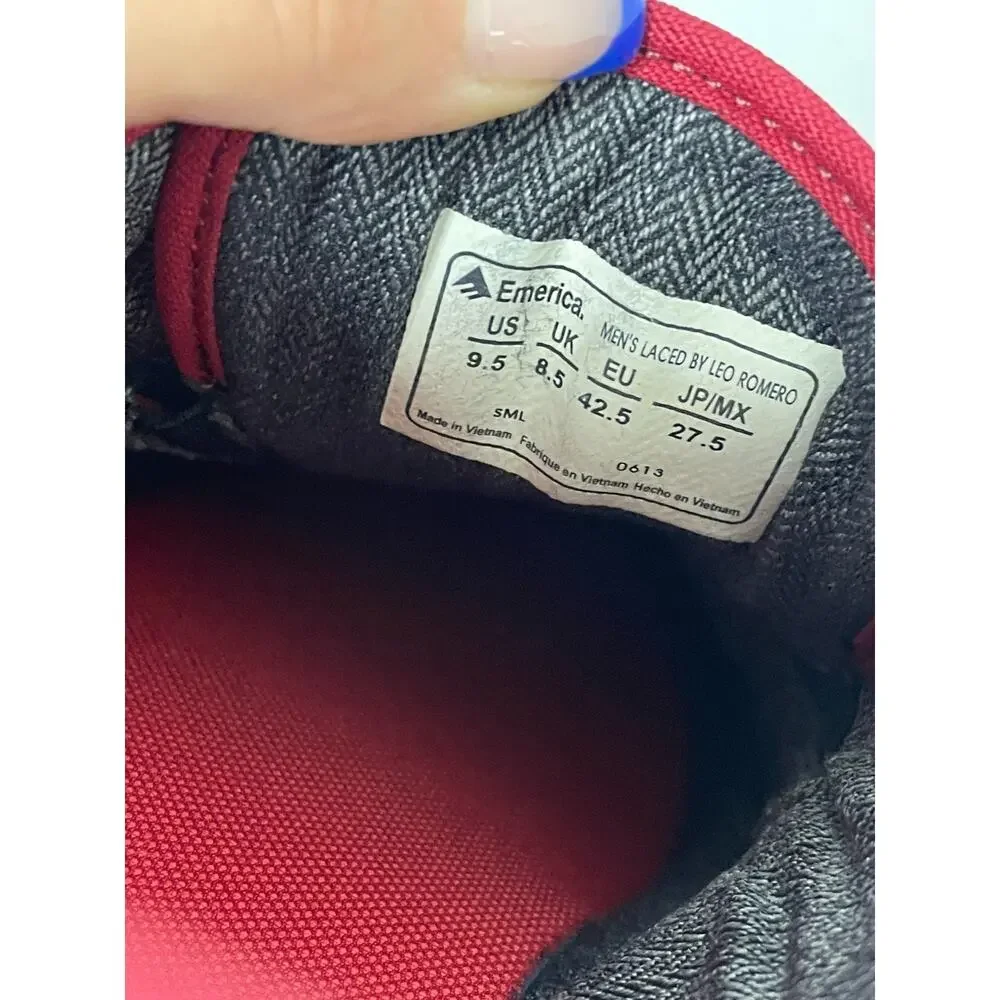 Emerica.
MEN'S LACED BY LEO ROMERO
US UK EU JP/MX
9.5 8.5 42.5 27.5
SML 0613
Made in Vietnam Fabrique en Vietnam Hecho en Vietnam